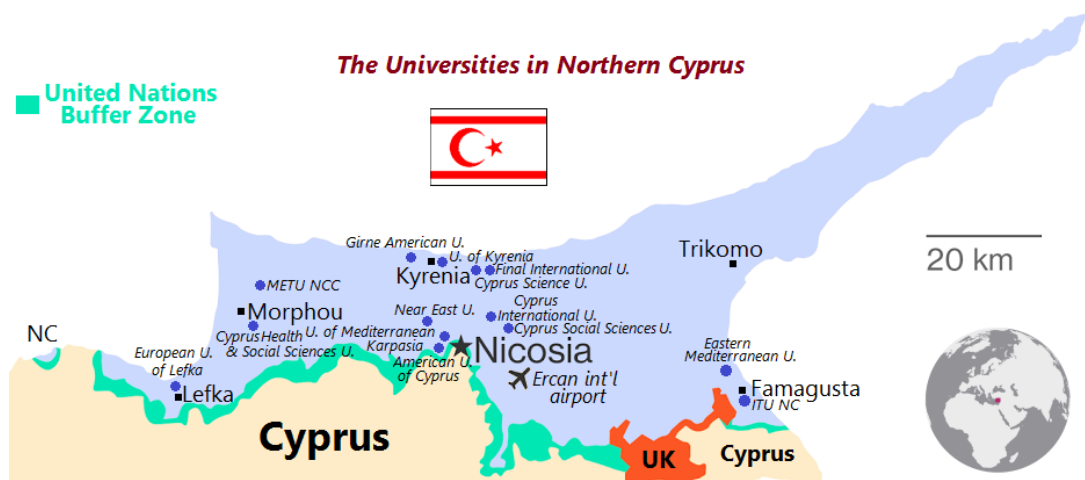 The Universities in Northern Cyprus
United Nations
Buffer Zone
Girne American U.
U. of Kyrenia
Kyrenia
Final International U.
Cyprus Science U.
Trikomo
20 km
METU NCC
Morphou
Near East U.
Cyprus
International U.
Cyprus Social Sciences U.
Cyprus Health
& Social Sciences U.
U. of Mediterranean
Karpasia
NC
European U.
of Lefka
Lefka
American U.
of Cyprus
Nicosia
Ercan int'l
airport
Eastern
Mediterranean U.
Famagusta
ITU NC
Cyprus
UK
Cyprus